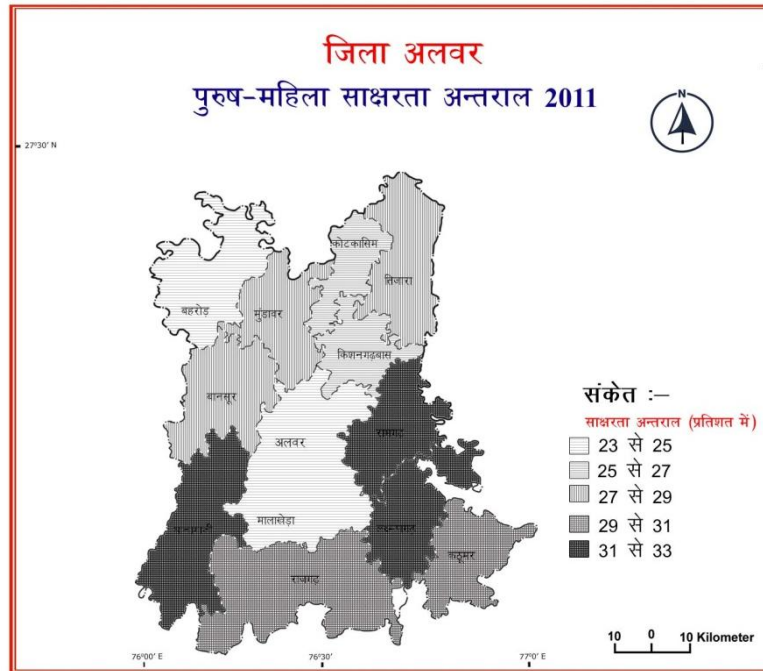 जिला अलवर
पुरुष-महिला साक्षरता अन्तराल 2011
N
27°30' N
कोटकासिम
तिजारा
बहरोड़
मुंडावर
किशनगढ़बास
बानसूर
रामगढ़
अलवर
मालाखेड़ा
लक्ष्मणगढ़
कठूमर
राजगढ़
संकेत :–
साक्षरता अन्तराल (प्रतिशत में)
23 से 25
25 से 27
27 से 29
29 से 31
31 से 33
10 0 10 Kilometer
76°00' E
76°30' E
77°0' E